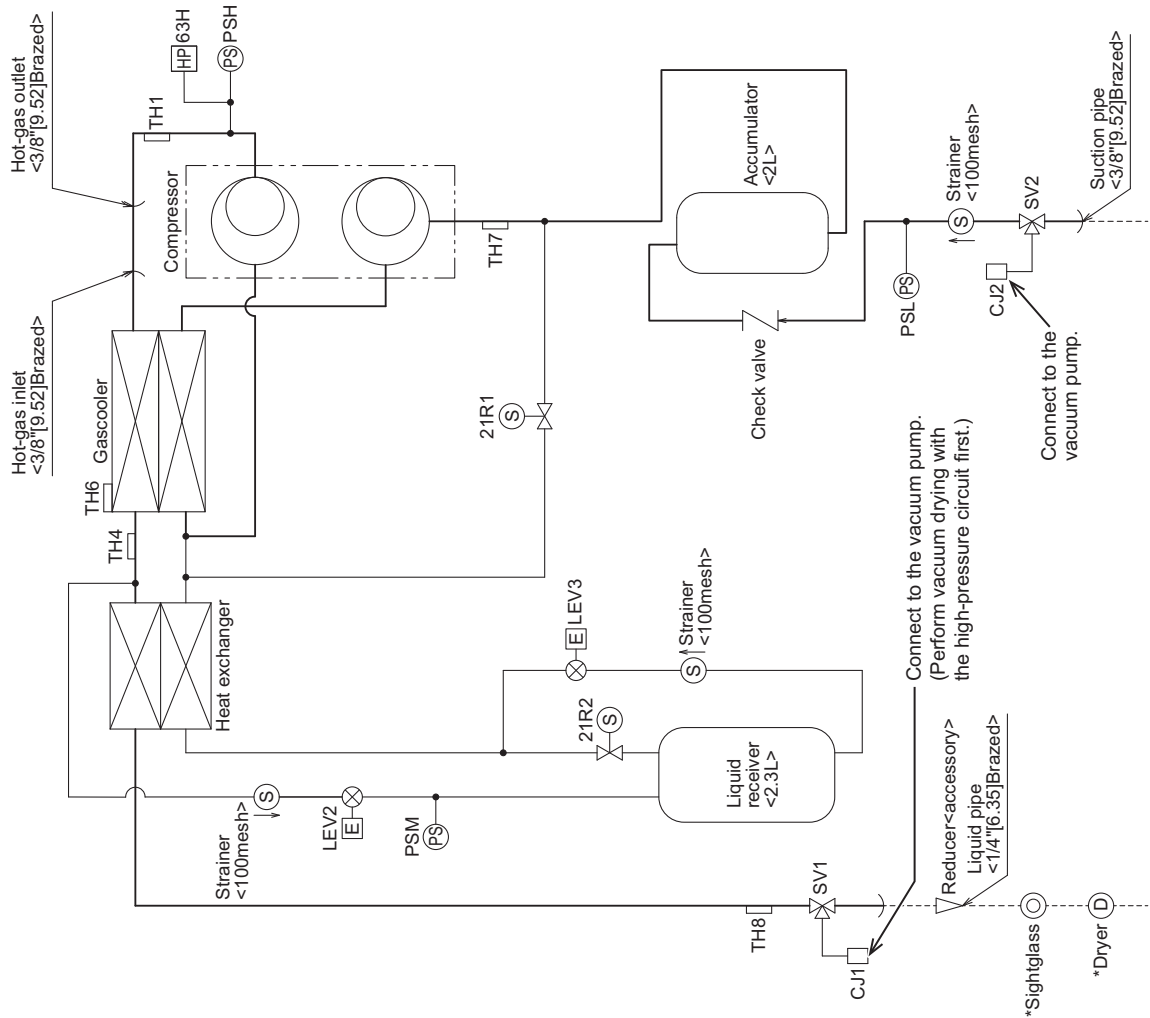 Hot-gas outlet
<3/8"[9.52]Brazed>
Hot-gas inlet
<3/8"[9.52]Brazed>
TH1
HP
63H
PS
PSH
Compressor
Gascooler
TH6
TH4
Heat exchanger
TH7
21R1
S
Accumulator
<2L>
Check valve
PSL
PS
Strainer
<100mesh>
S
SV2
CJ2
Suction pipe
<3/8"[9.52]Brazed>
Connect to the
vacuum pump.
Connect to the vacuum pump.
(Perform vacuum drying with
the high-pressure circuit first.)
E
LEV3
S
Strainer
<100mesh>
21R2
S
Liquid
receiver
<2.3L>
Strainer
<100mesh>
S
LEV2
E
PSM
PS
TH8
SV1
CJ1
Reducer<accessory>
Liquid pipe
<1/4"[6.35]Brazed>
*Sightglass
*Dryer
D